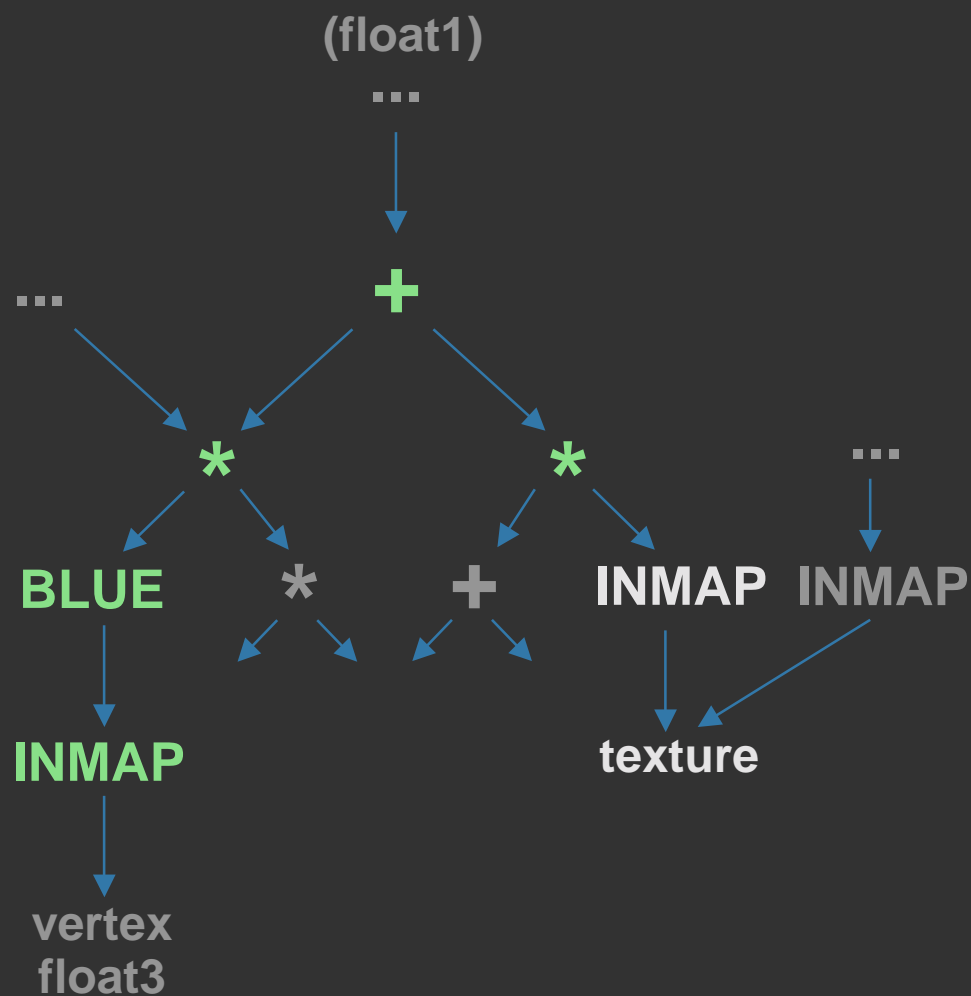 (float1)
...
... +
* * ...
BLUE * + INMAP INMAP
INMAP texture
vertex
float3